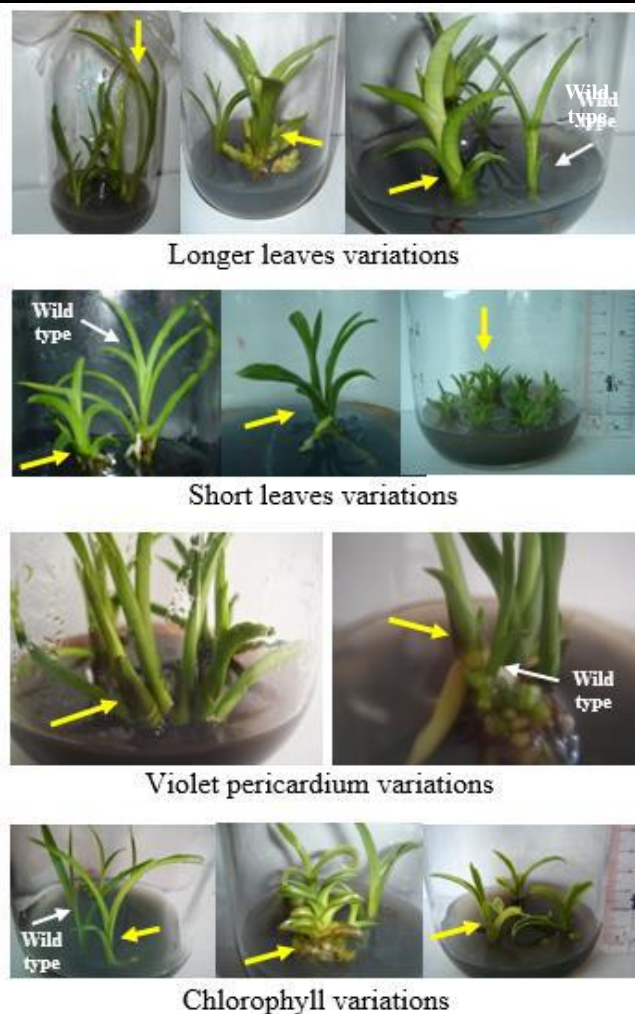 Wild
type
Wild
Longer leaves variations
Wild
type
Short leaves variations
Wild
type
Violet pericardium variations
Wild
type
Chlorophyll variations